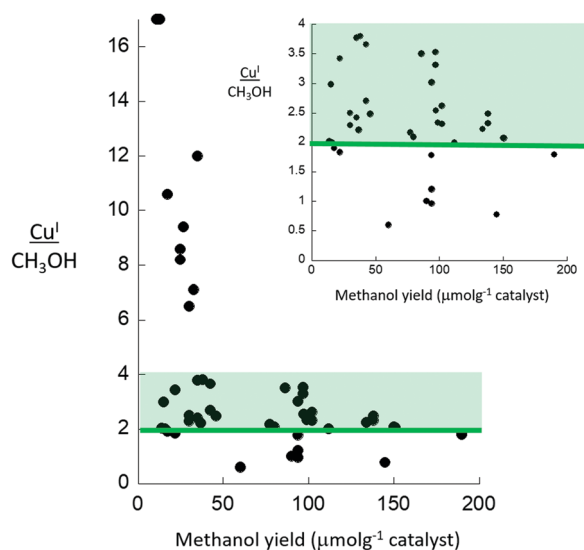 Cuᴵ
CH₃OH
16
14
12
10
8
6
4
2
0
0 50 100 150 200
Methanol yield (μmolg⁻¹ catalyst)
Cuᴵ
CH₃OH
4
3.5
3
2.5
2
1.5
1
0.5
0
0 50 100 150 200
Methanol yield (μmolg⁻¹ catalyst)